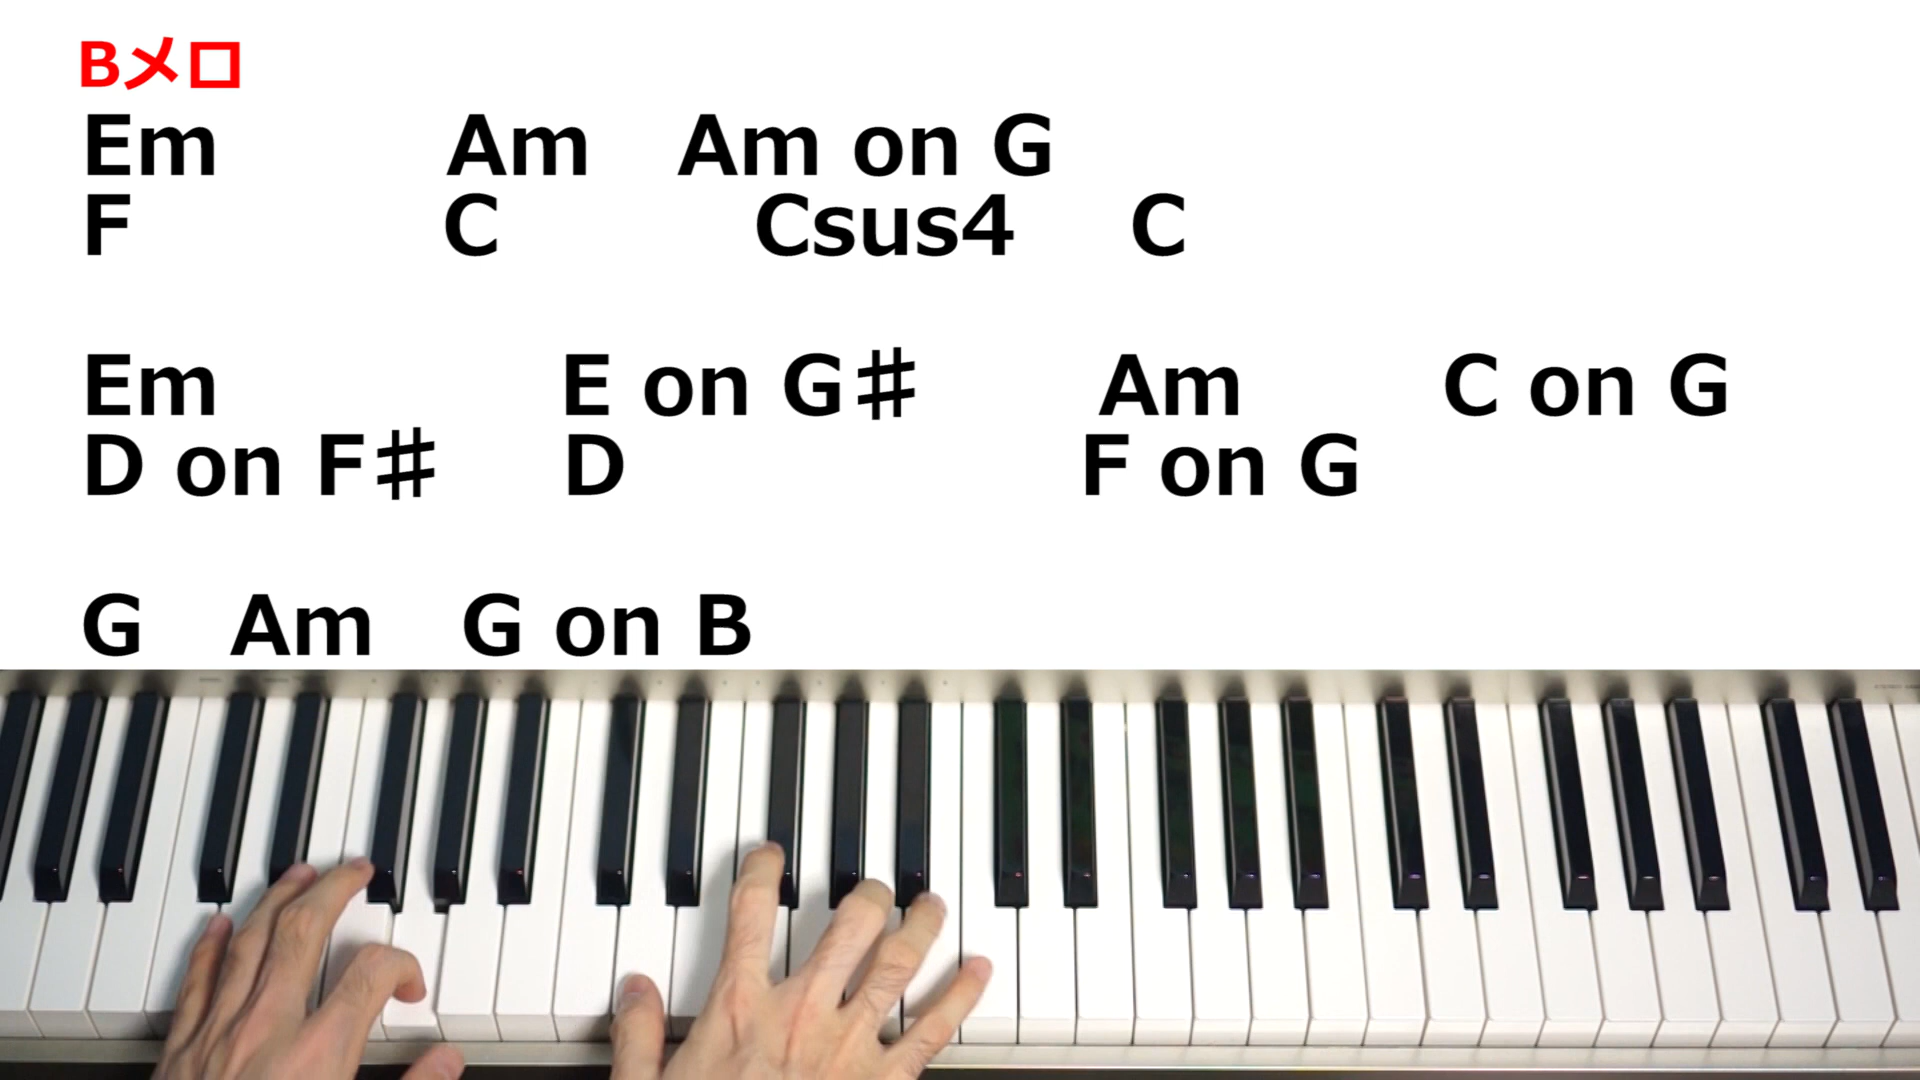 Bメロ
Em Am Am on G
F C Csus4 C
Em E on G♯ Am C on G
D on F♯ D F on G
G Am G on B